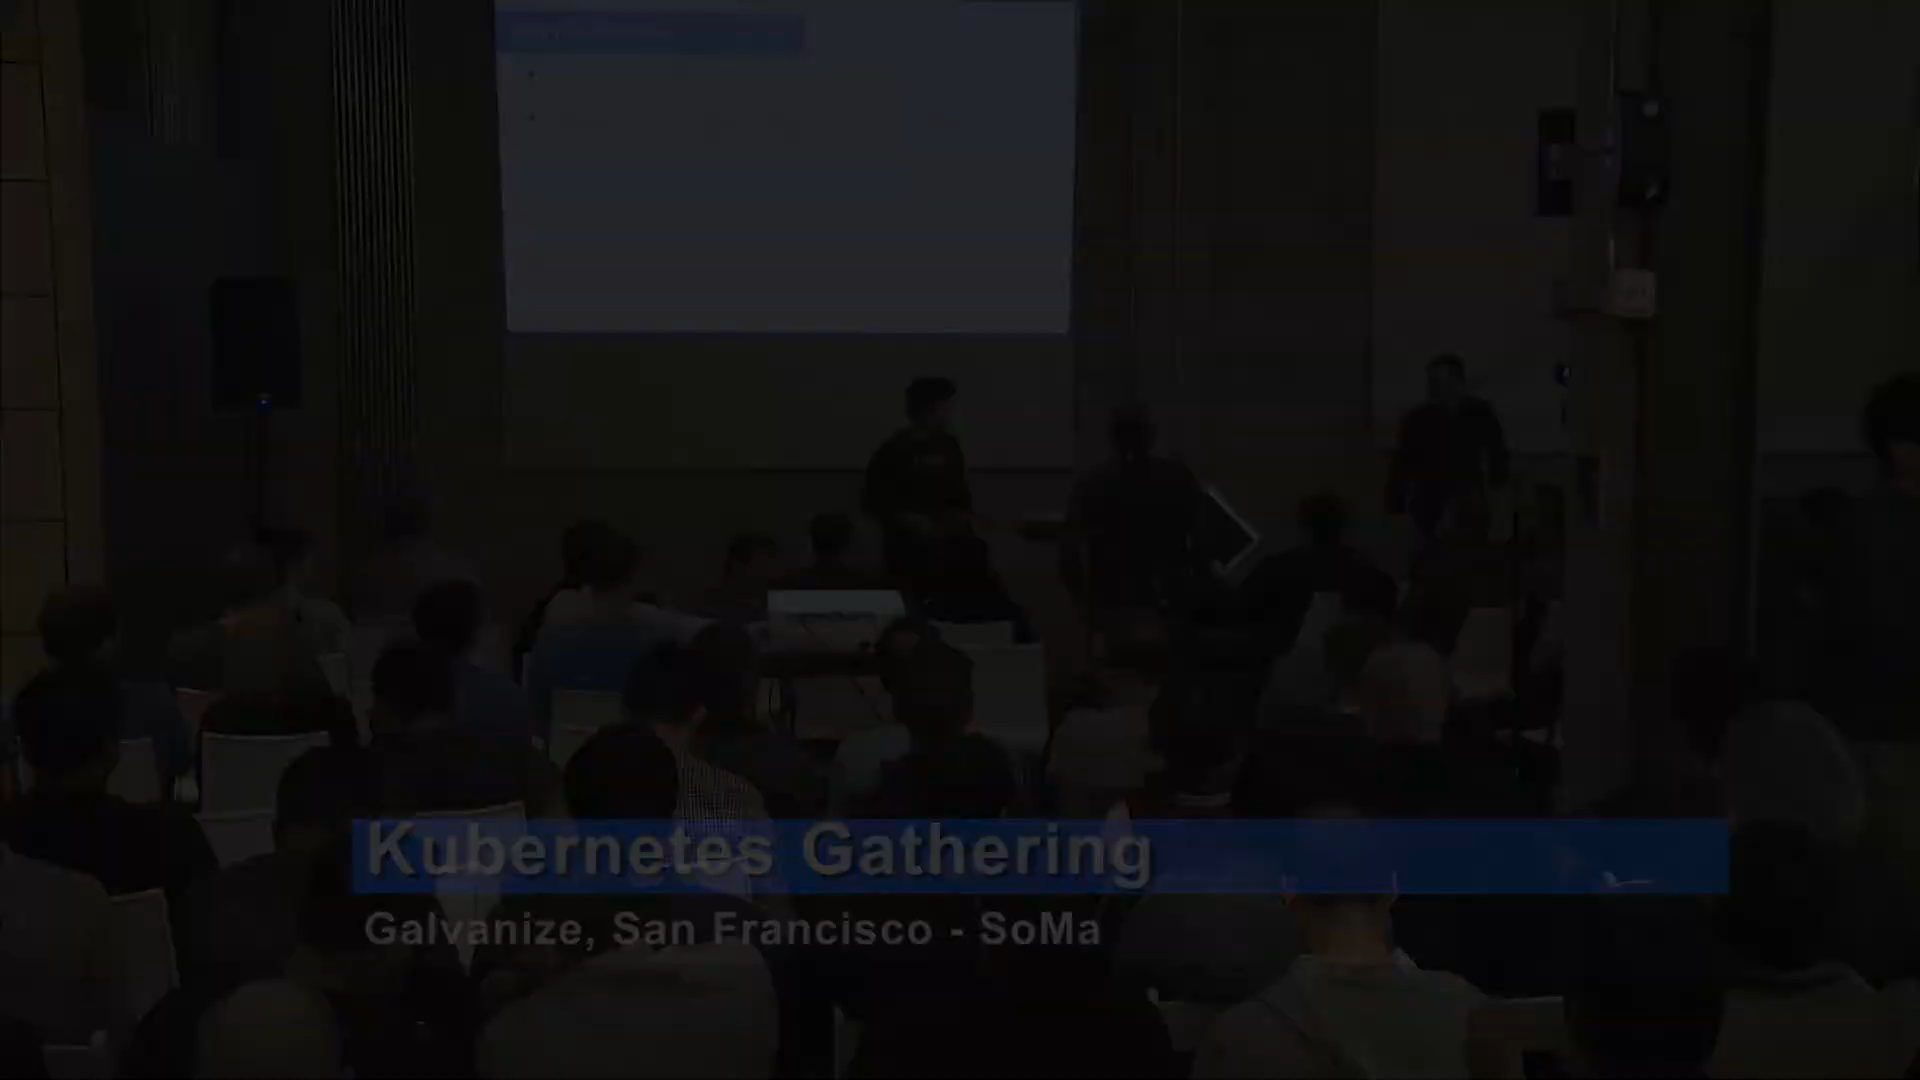 Kubernetes Gathering
Galvanize, San Francisco - SoMa